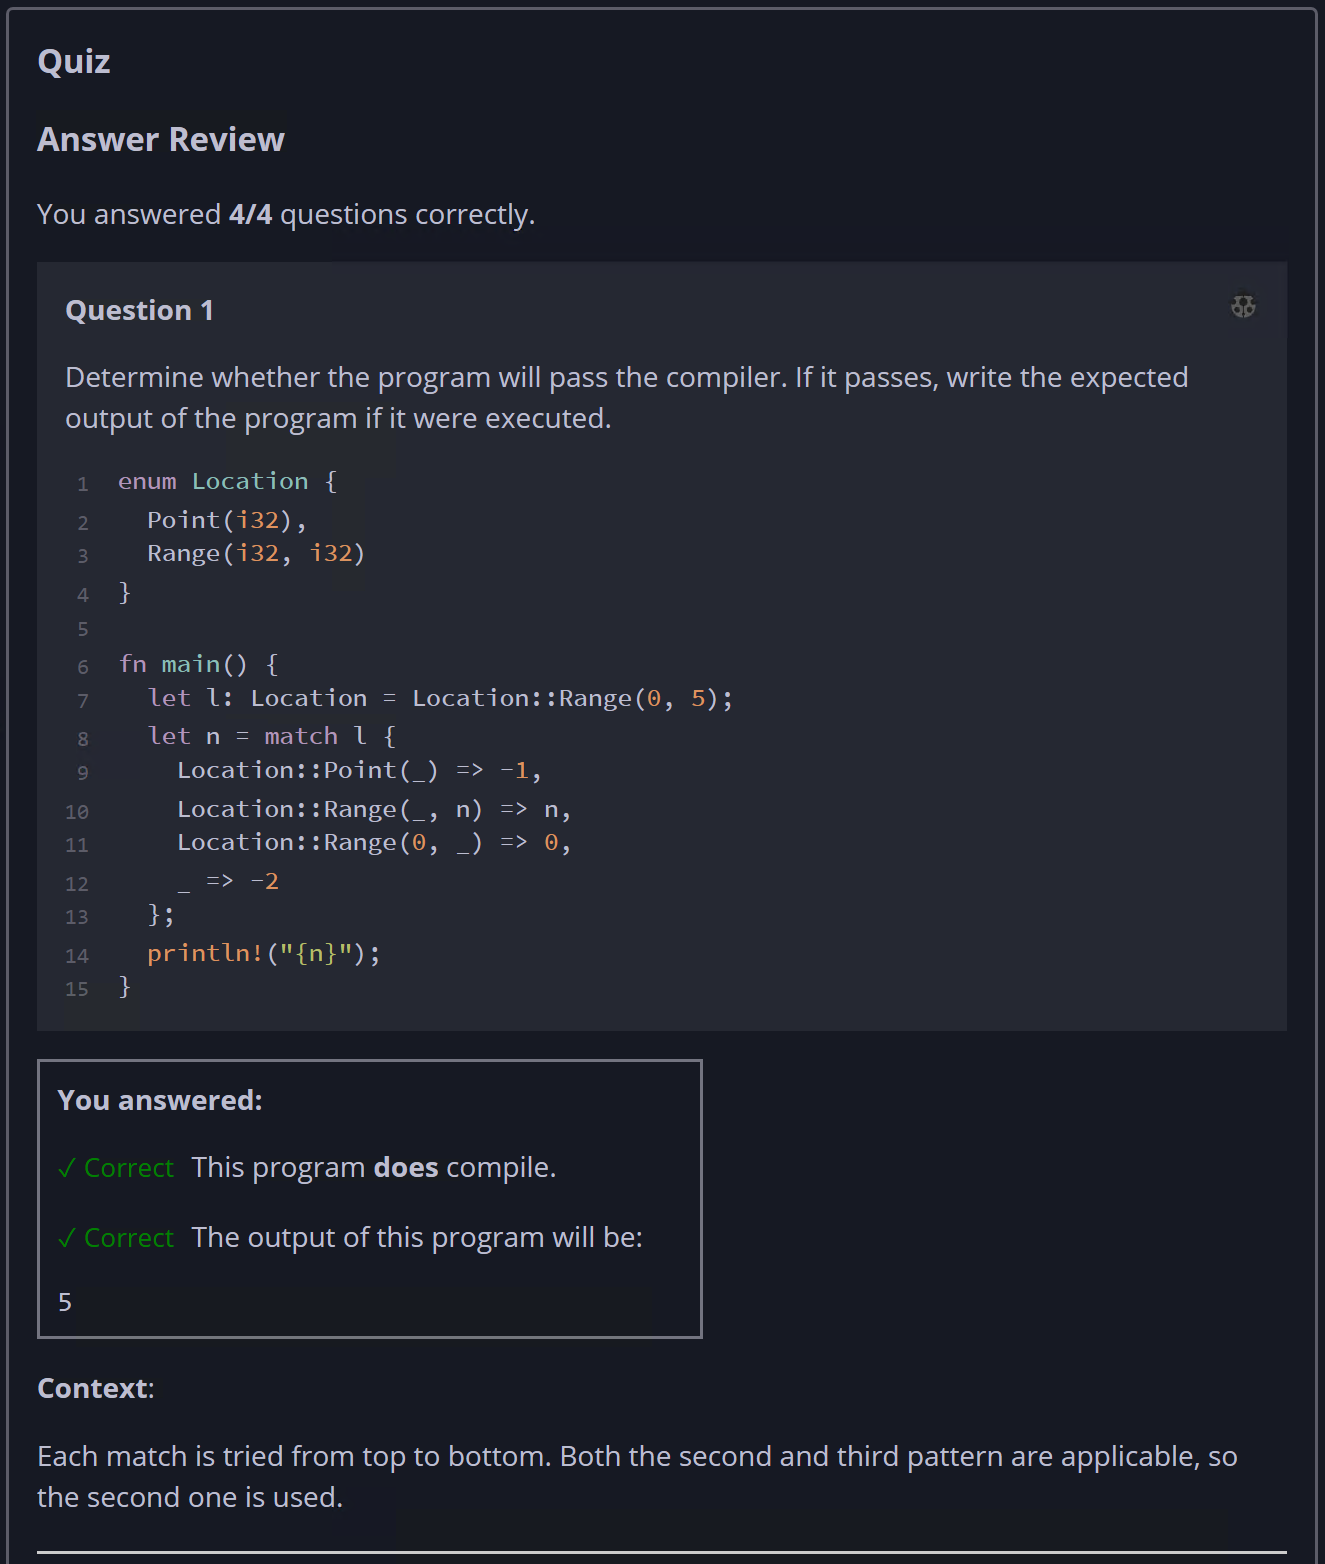 Quiz
Answer Review
You answered 4/4 questions correctly.
Question 1
Determine whether the program will pass the compiler. If it passes, write the expected
output of the program if it were executed.
1 enum Location {
2   Point(i32),
3   Range(i32, i32)
4 }
5
6 fn main() {
7   let l: Location = Location::Range(0, 5);
8   let n = match l {
9     Location::Point(_) => -1,
10     Location::Range(_, n) => n,
11     Location::Range(0, _) => 0,
12     _ => -2
13   };
14   println!("{n}");
15 }
You answered:
✓ Correct This program does compile.
✓ Correct The output of this program will be:
5
Context:
Each match is tried from top to bottom. Both the second and third pattern are applicable, so
the second one is used.